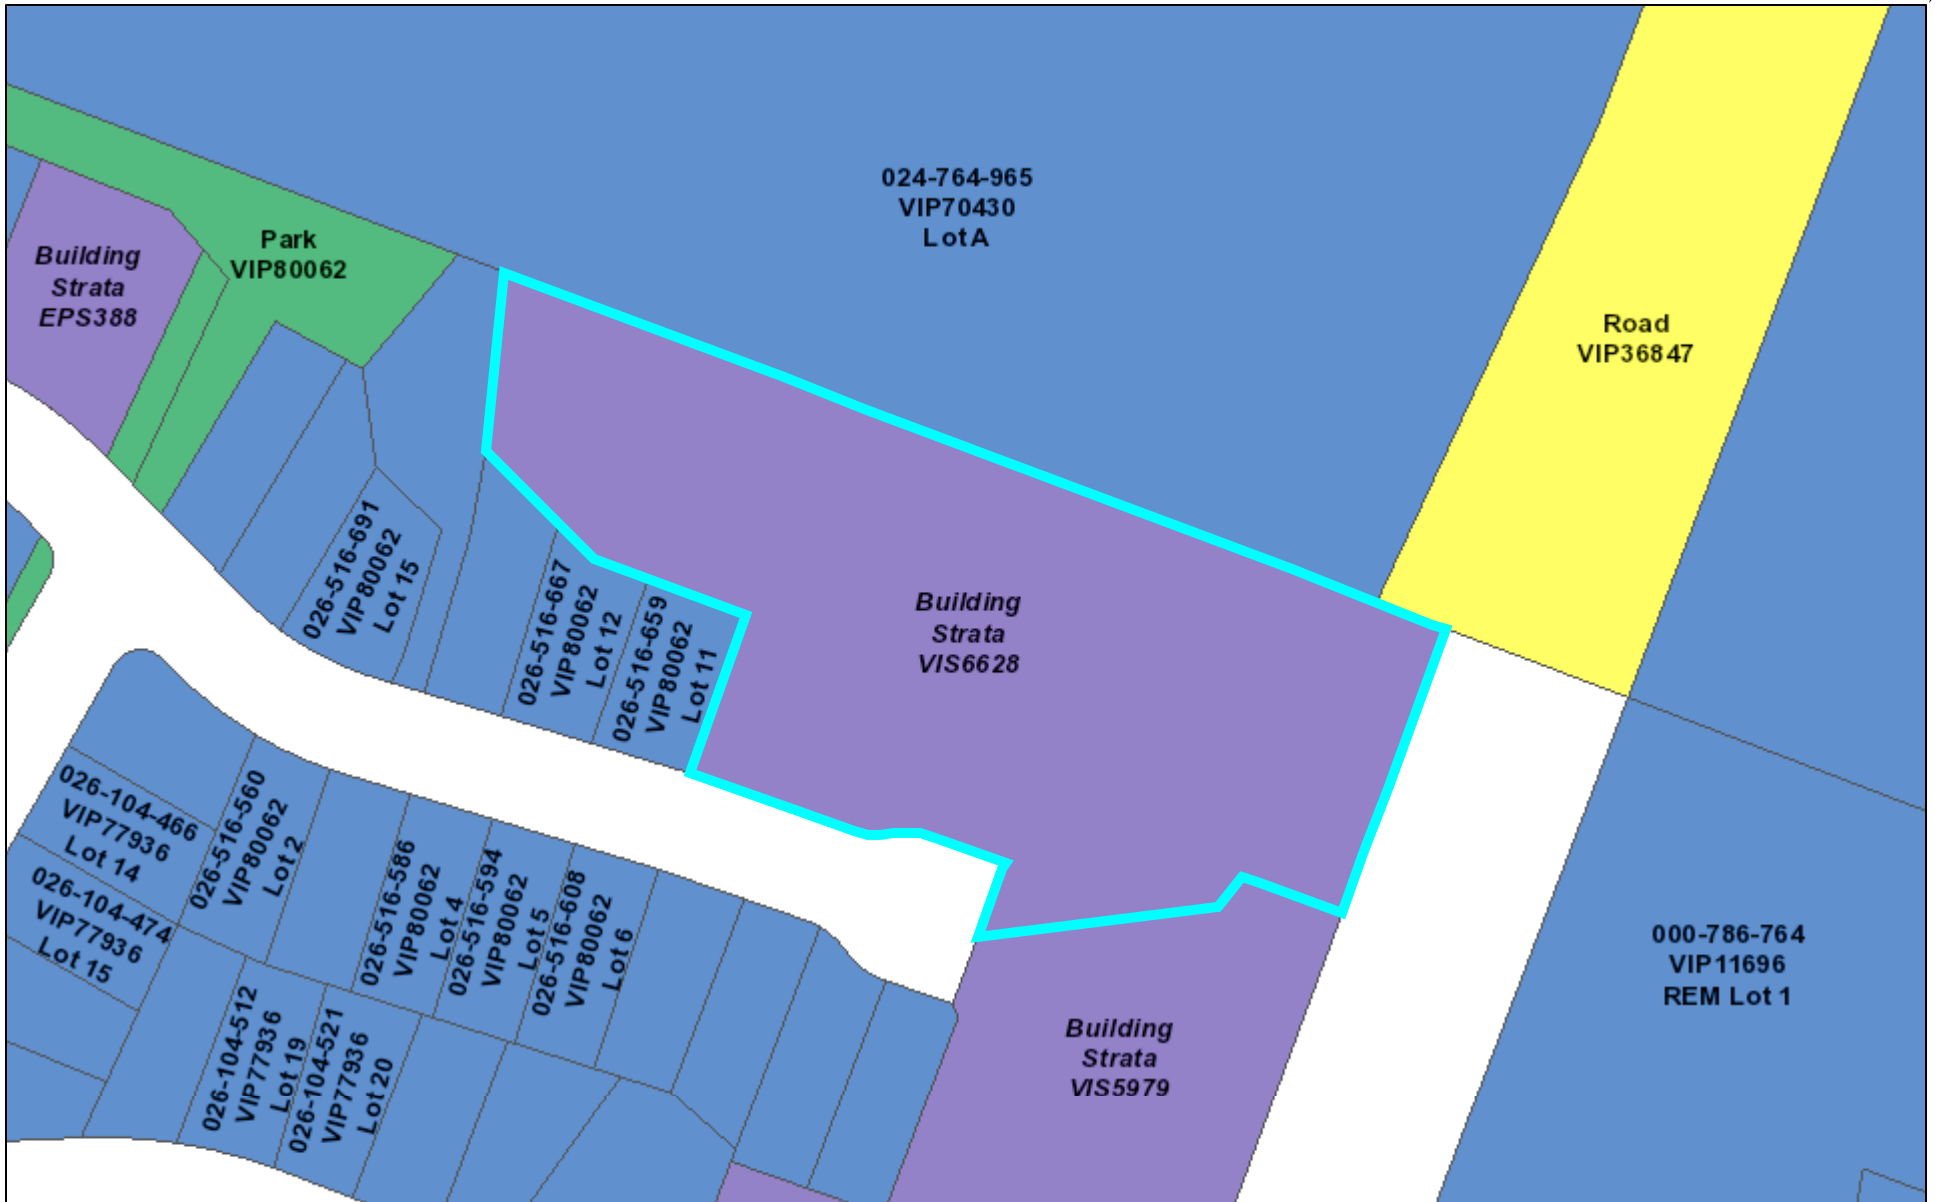 024-764-965
VIP70430
Lot A
Park
VIP80062
Building
Strata
EPS388
Road
VIP36847
026-516-691
VIP80062
Lot 15
026-516-667
VIP80062
Lot 12
026-516-659
VIP80062
Lot 11
Building
Strata
VIS6628
026-104-466
VIP77936
Lot 14
026-516-560
VIP80062
Lot 2
026-516-586
VIP80062
Lot 4
026-516-594
VIP80062
Lot 5
026-516-608
VIP80062
Lot 6
026-104-474
VIP77936
Lot 15
000-786-764
VIP11696
REM Lot 1
026-104-512
VIP77936
Lot 19
026-104-521
VIP77936
Lot 20
Building
Strata
VIS5979